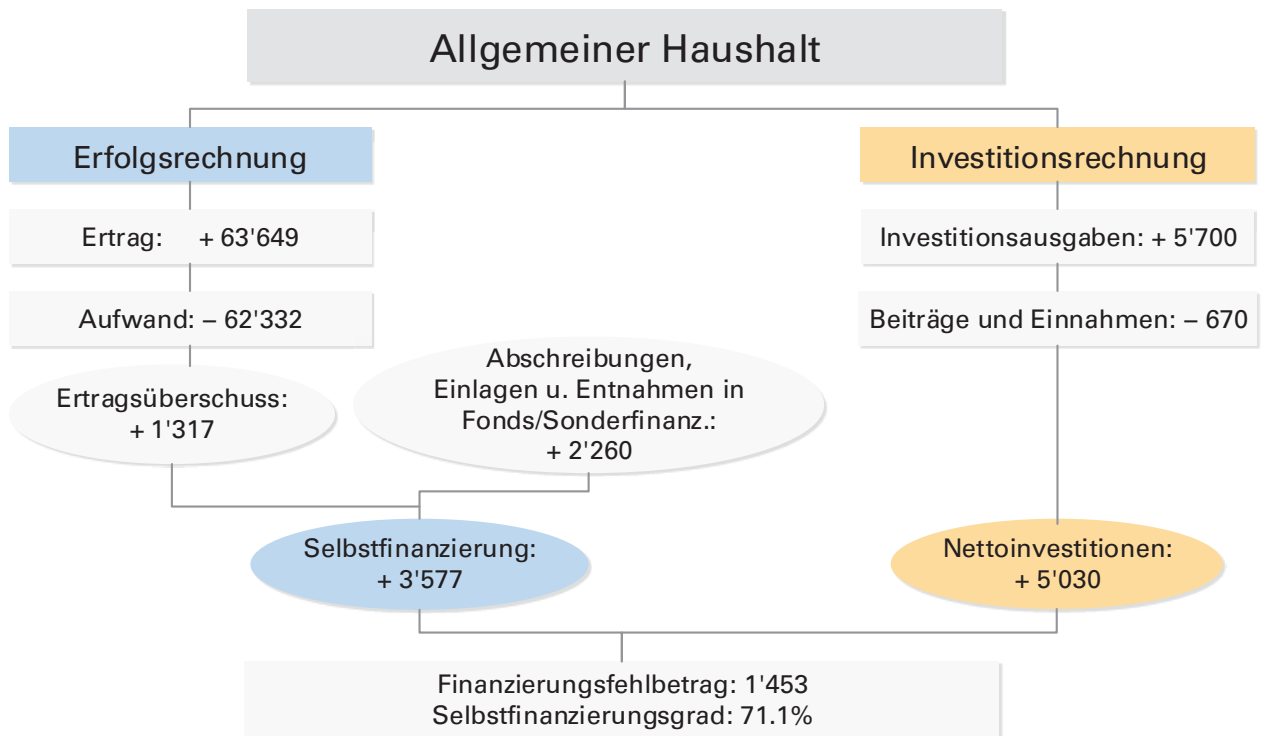 Allgemeiner Haushalt
Erfolgsrechnung
Investitionsrechnung
Ertrag: + 63'649
Investitionsausgaben: + 5'700
Aufwand: – 62'332
Beiträge und Einnahmen: – 670
Ertragsüberschuss:
+ 1'317
Abschreibungen,
Einlagen u. Entnahmen in
Fonds/Sonderfinanz.:
+ 2'260
Selbstfinanzierung:
+ 3'577
Nettoinvestitionen:
+ 5'030
Finanzierungsfehlbetrag: 1'453
Selbstfinanzierungsgrad: 71.1%